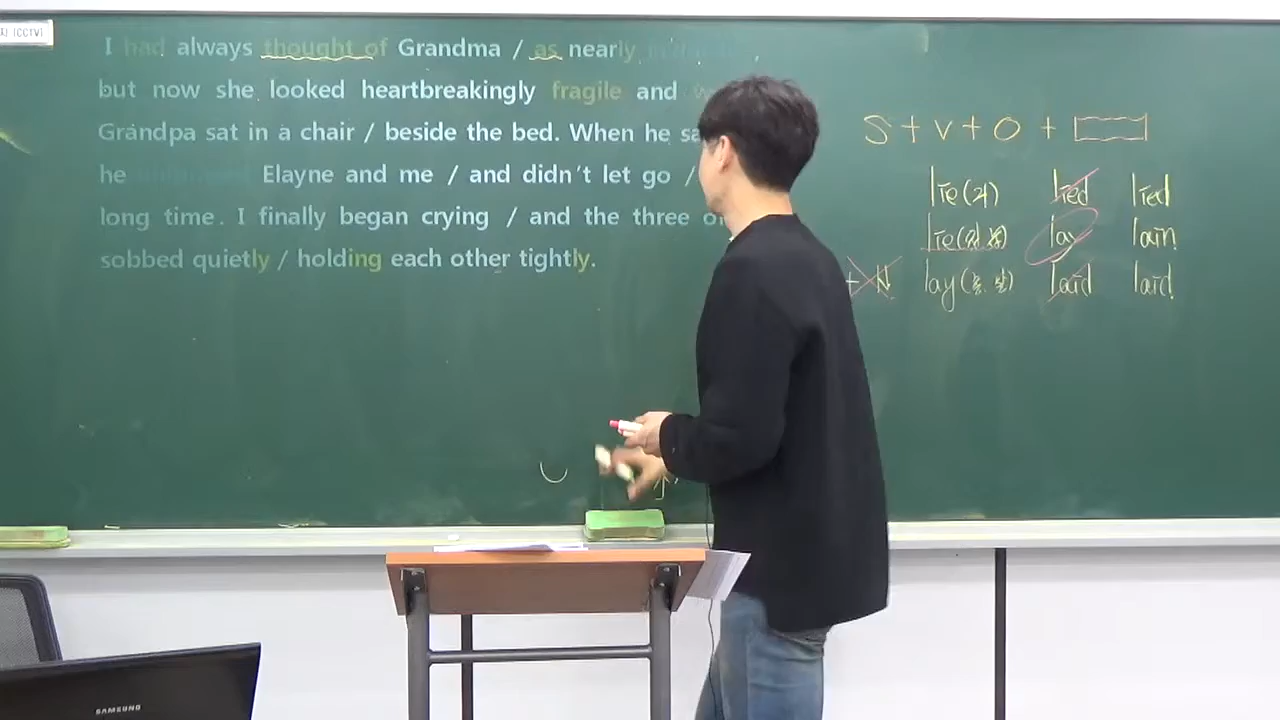 I had always thought of Grandma / as nearly
but now she looked heartbreakingly fragile and
Grandpa sat in a chair / beside the bed. When he sa
he Elayne and me / and didn't let go /
long time. I finally began crying / and the three o
sobbed quietly / holding each other tightly.
S + V + O +
lie(거) lied lied
lie( lay lain
+ N lay(놓.낳) laid laid
SAMSUNG
(CCTV)